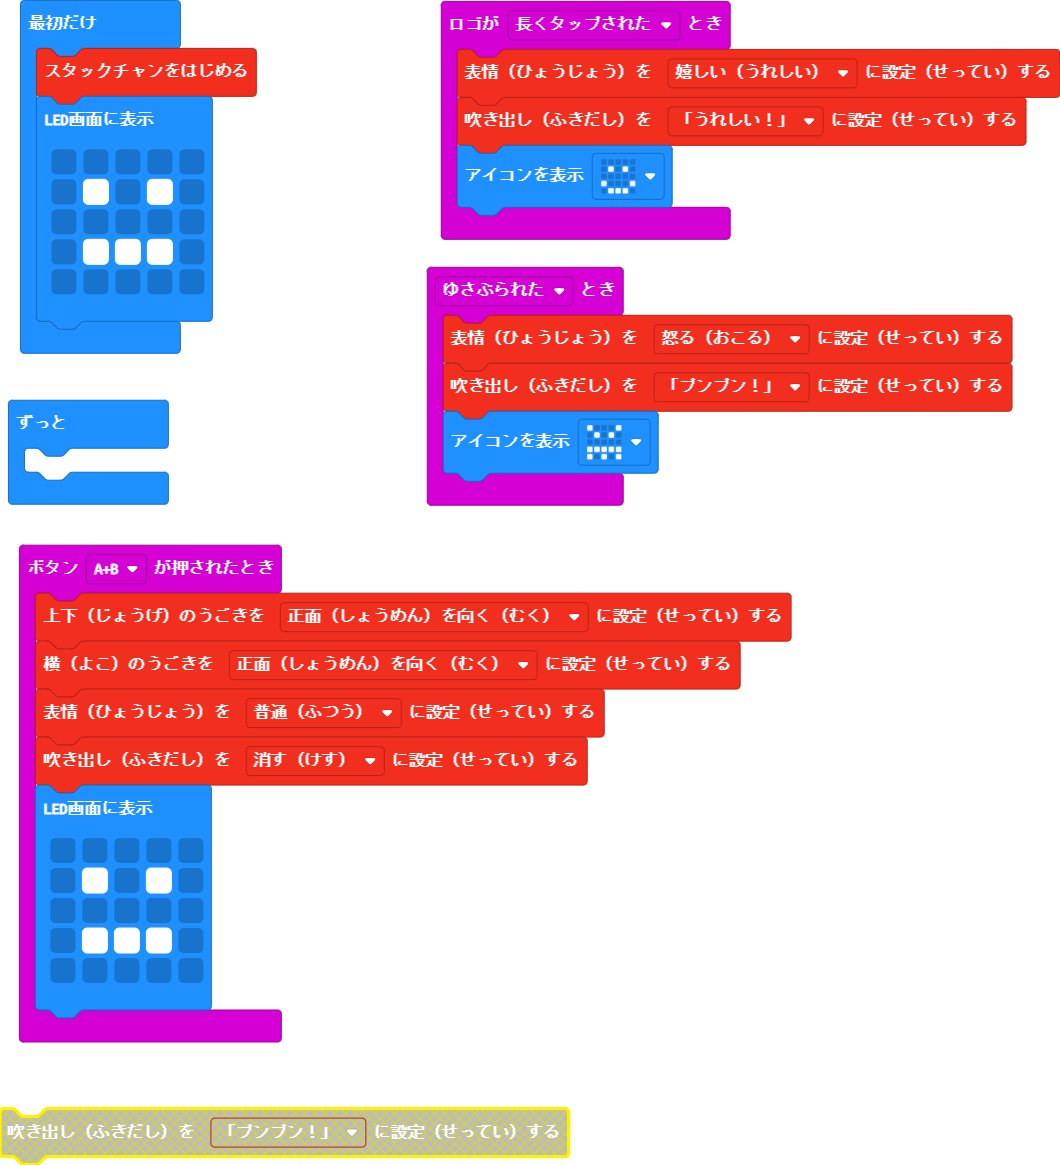 最初だけ
スタックチャンをはじめる
LED画面に表示
ロゴが 長くタップされた とき
表情（ひょうじょう）を 嬉しい（うれしい） に設定（せってい）する
吹き出し（ふきだし）を 「うれしい！」 に設定（せってい）する
アイコンを表示
ゆさぶられた とき
表情（ひょうじょう）を 怒る（おこる） に設定（せってい）する
吹き出し（ふきだし）を 「プンプン！」 に設定（せってい）する
アイコンを表示
ずっと
ボタン A+B が押されたとき
上下（じょうげ）のうごきを 正面（しょうめん）を向く（むく） に設定（せってい）する
横（よこ）のうごきを 正面（しょうめん）を向く（むく） に設定（せってい）する
表情（ひょうじょう）を 普通（ふつう） に設定（せってい）する
吹き出し（ふきだし）を 消す（けす） に設定（せってい）する
LED画面に表示
吹き出し（ふきだし）を 「プンプン！」 に設定（せってい）する